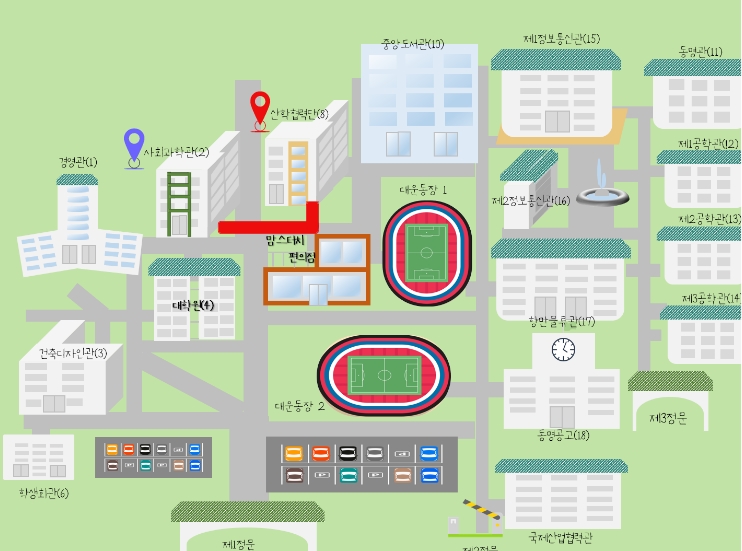 중앙도서관(10)
제1정보통신관(15)
동명관(11)
산학협력단(8)
사회과학관(2)
경영관(1)
제1공학관(12)
대운동장 1
제2정보통신관(16)
제2공학관(13)
맘스터치
편의점
대학원(4)
제3공학관(14)
항만물류관(17)
건축디자인관(3)
대운동장 2
제3정문
동명공고(18)
학생회관(6)
국제산업협력관
제1정문
제2정문